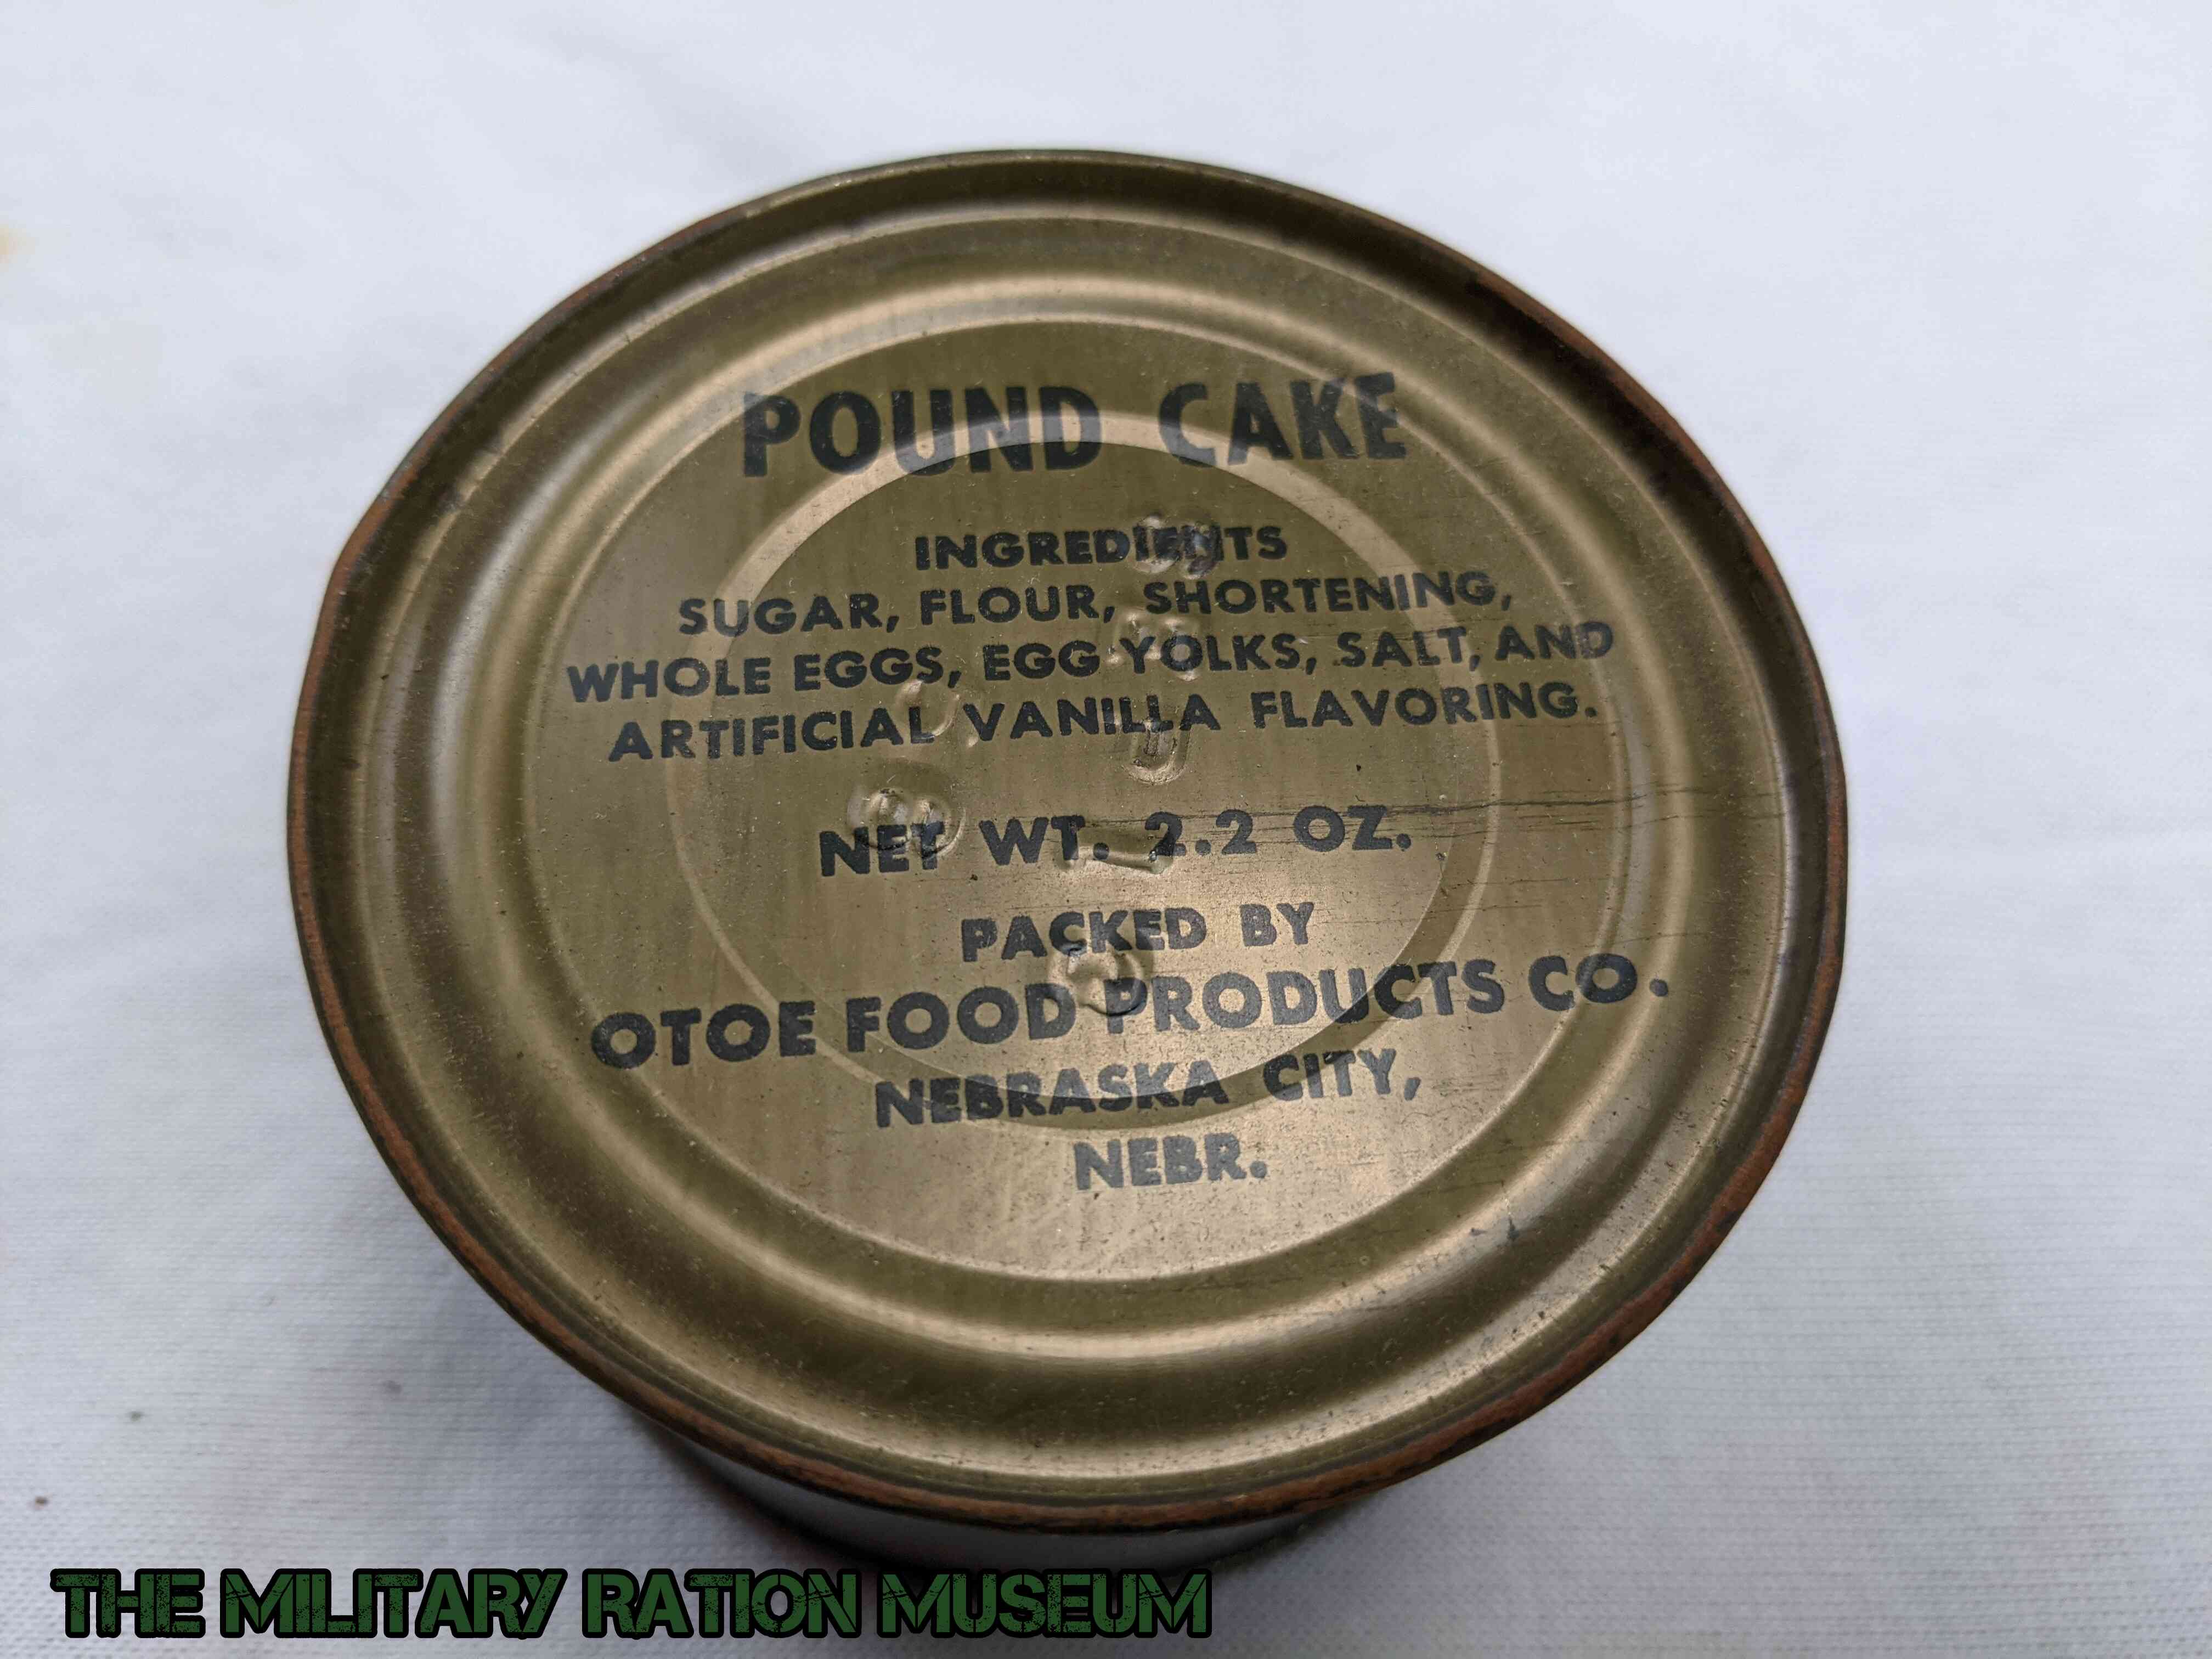 POUND CAKE
INGREDIENTS
SUGAR, FLOUR, SHORTENING,
WHOLE EGGS, EGG YOLKS, SALT, AND
ARTIFICIAL VANILLA FLAVORING.
NET WT. 2.2 OZ.
PACKED BY
OTOE FOOD PRODUCTS CO.
NEBRASKA CITY,
NEBR.
THE MILITARY RATION MUSEUM